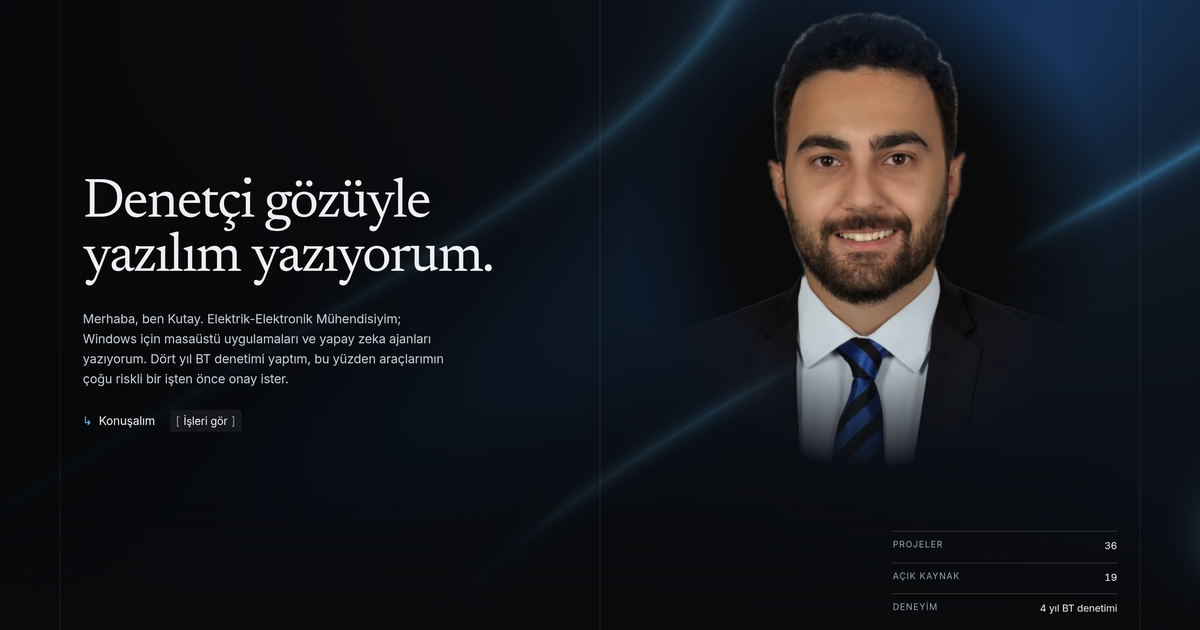 Denetçi gözüyle
yazılım yazıyorum.
Merhaba, ben Kutay. Elektrik-Elektronik Mühendisiyim;
Windows için masaüstü uygulamaları ve yapay zeka ajanları
yazıyorum. Dört yıl BT denetimi yaptım, bu yüzden araçlarımın
çoğu riskli bir işten önce onay ister.
↳ Konuşalım [ İşleri gör ]
PROJELER 36
AÇIK KAYNAK 19
DENEYİM 4 yıl BT denetimi